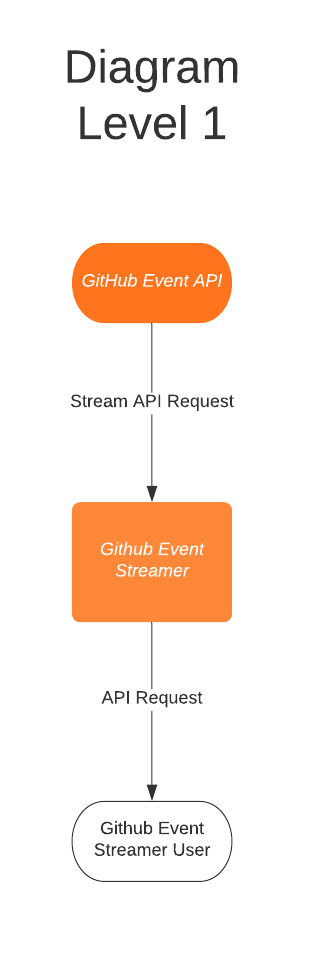 Diagram
Level 1
GitHub Event API
Stream API Request
Github Event
Streamer
API Request
Github Event
Streamer User